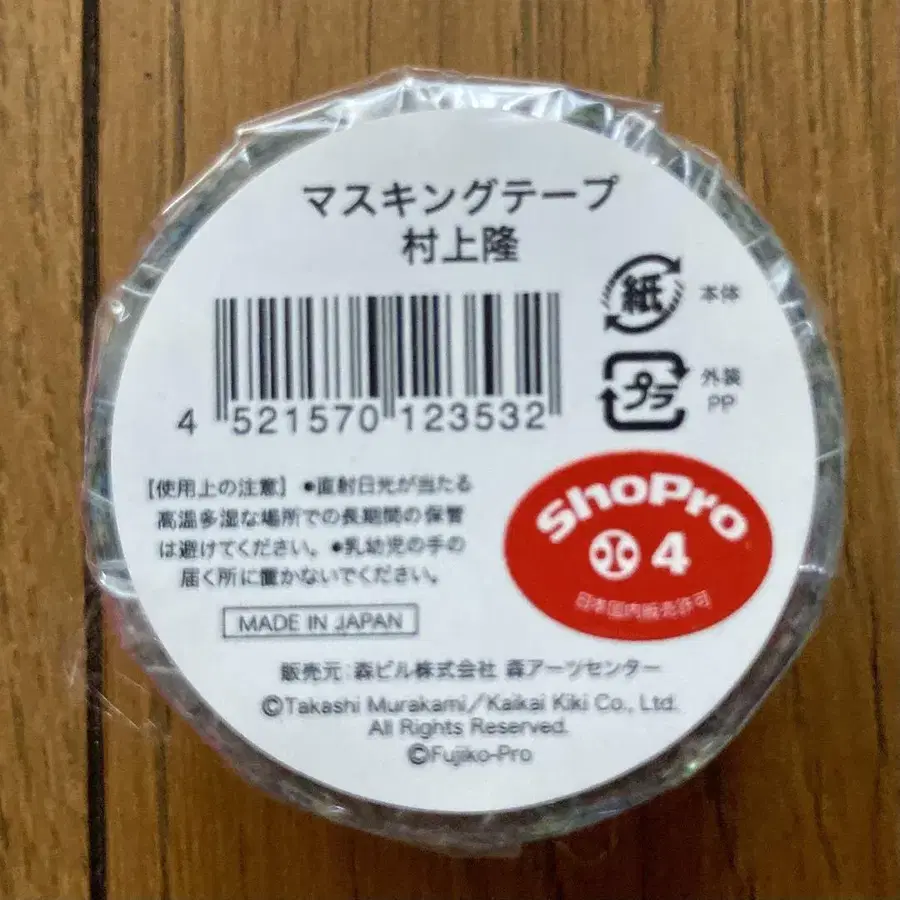 マスキングテープ
村上隆
紙
本体
プラ
外装
PP
4 521570 123532
【使用上の注意】●直射日光が当たる
高温多湿な場所での長期間の保管
は避けてください。●乳幼児の手の
届く所に置かないでください。
ShoPro
小 4
日本国内販売許可
MADE IN JAPAN
販売元：森ビル株式会社 森アーツセンター
©Takashi Murakami/Kaikai Kiki Co., Ltd.
All Rights Reserved.
©Fujiko-Pro